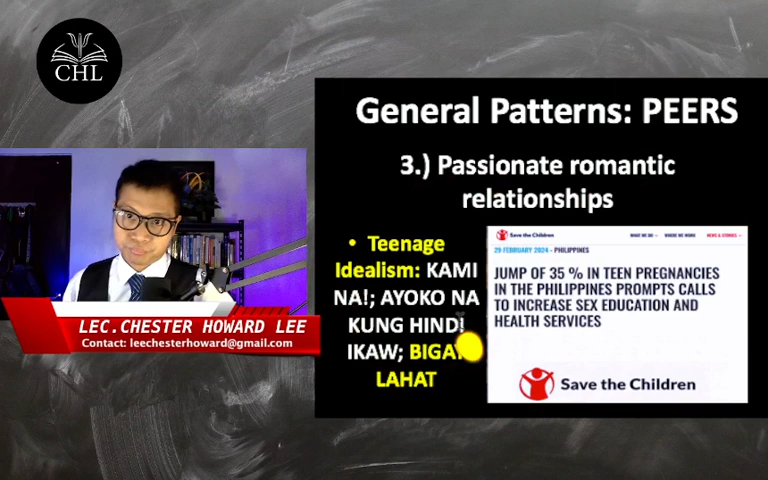 CHL
General Patterns: PEERS
3.) Passionate romantic
relationships
• Teenage
Idealism: KAMI
NA!; AYOKO NA
KUNG HINDI
IKAW; BIGAY
LAHAT
Save the Children
WHAT WE DO
WHERE WE WORK
NEWS & STORIES
29 FEBRUARY 2024 - PHILIPPINES
JUMP OF 35 % IN TEEN PREGNANCIES
IN THE PHILIPPINES PROMPTS CALLS
TO INCREASE SEX EDUCATION AND
HEALTH SERVICES
Save the Children
LEC.CHESTER HOWARD LEE
Contact: leechesterhoward@gmail.com